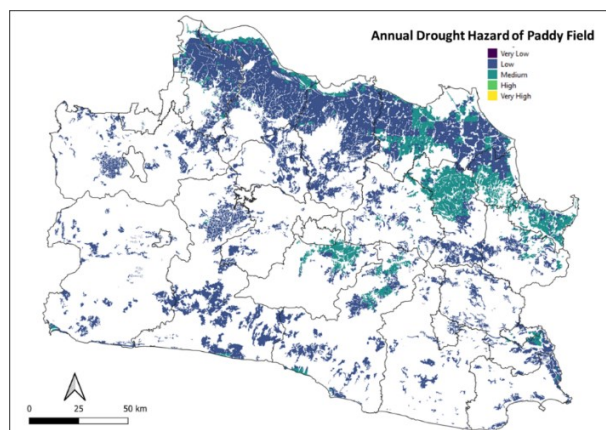 Annual Drought Hazard of Paddy Field
Very Low
Low
Medium
High
Very High
0 25 50 km